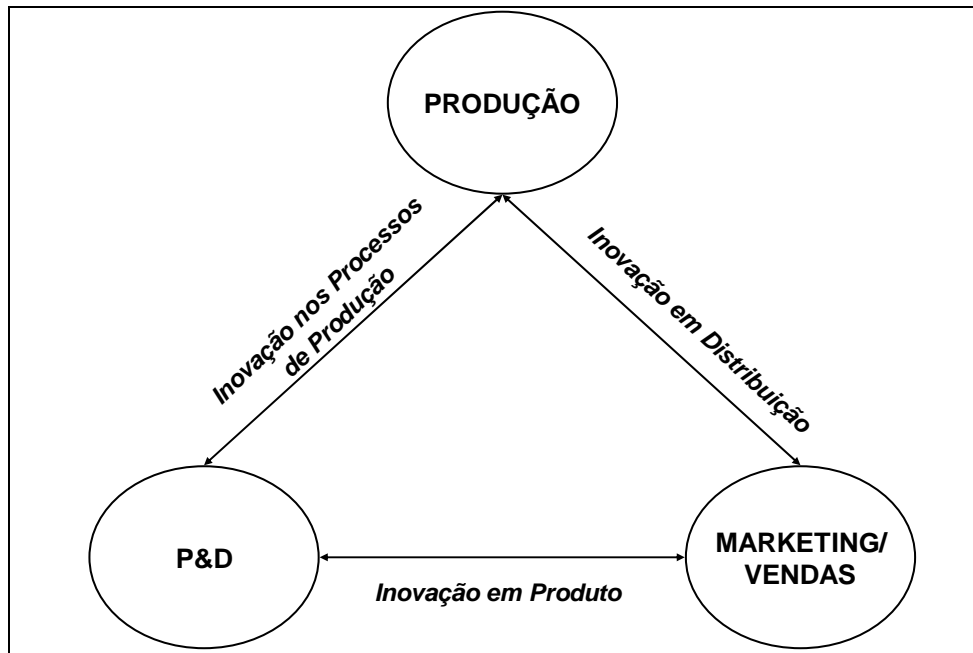 PRODUÇÃO
Inovação nos Processos
de Produção
Inovação em Distribuição
P&D
MARKETING/
VENDAS
Inovação em Produto